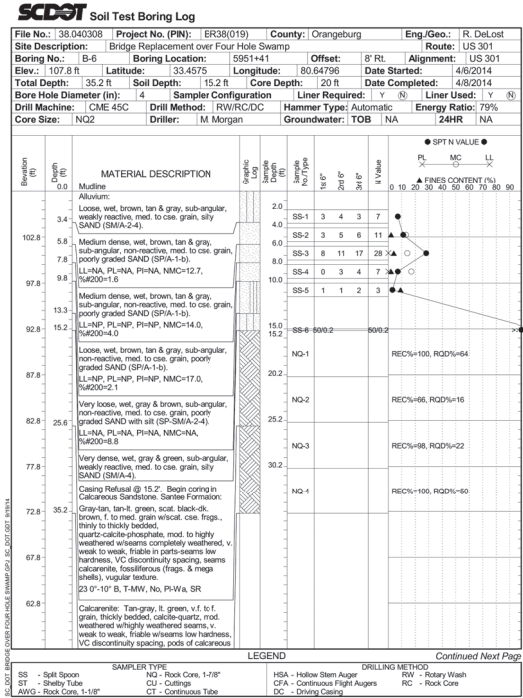 SCDOT Soil Test Boring Log
File No.: 38.040308 Project No. (PIN): ER38(019) County: Orangeburg Eng./Geo.: R. DeLost
Site Description: Bridge Replacement over Four Hole Swamp Route: US 301
Boring No.: B-6 Boring Location: 5951+41 Offset: 8' Rt. Alignment: US 301
Elev.: 107.8 ft Latitude: 33.4575 Longitude: 80.64796 Date Started: 4/6/2014
Total Depth: 35.2 ft Soil Depth: 15.2 ft Core Depth: 20 ft Date Completed: 4/8/2014
Bore Hole Diameter (in): 4 Sampler Configuration Liner Required: Y N Liner Used: Y N
Drill Machine: CME 45C Drill Method: RW/RC/DC Hammer Type: Automatic Energy Ratio: 79%
Core Size: NQ2 Driller: M. Morgan Groundwater: TOB NA 24HR NA
Elevation (ft)
Depth (ft)
MATERIAL DESCRIPTION
Graphic Log
Sample Depth (ft)
Sample No./Type
1st 6"
2nd 6"
3rd 6"
N Value
● SPT N VALUE ●
PL MC LL
▲ FINES CONTENT (%)
0 10 20 30 40 50 60 70 80 90
0.0 Mudline
Alluvium:
Loose, wet, brown, tan & gray, sub-angular,
weakly reactive, med. to cse. grain, silty
SAND (SM/A-2-4).
3.4
Medium dense, wet, brown, tan & gray,
sub-angular, non-reactive, med. to cse. grain,
poorly graded SAND (SP/A-1-b).
LL=NA, PL=NA, PI=NA, NMC=12.7,
%#200=1.6
102.8
5.8
7.8
9.8
Medium dense, wet, brown, tan & gray,
sub-angular, non-reactive, med. to cse. grain,
poorly graded SAND (SP/A-1-b).
LL=NP, PL=NP, PI=NP, NMC=14.0,
%#200=4.0
97.8
13.3
92.8 15.2
Loose, wet, brown, tan & gray, sub-angular,
non-reactive, med. to cse. grain, poorly
graded SAND (SP/A-1-b).
LL=NP, PL=NP, PI=NP, NMC=17.0,
%#200=2.1
87.8
Very loose, wet, gray & brown, sub-angular,
non-reactive, med. to cse. grain, poorly
graded SAND with silt (SP-SM/A-2-4).
LL=NA, PL=NA, PI=NA, NMC=NA,
%#200=8.8
82.8 25.6
Very dense, wet, gray & green, sub-angular,
weakly reactive, med. to cse. grain, silty
SAND (SM/A-4).
77.8
Casing Refusal @ 15.2'. Begin coring in
Calcareous Sandstone. Santee Formation:
Gray-tan, tan-lt. green, scat. black-dk.
brown, f. to med. grain w/scat. cse. frags.,
thinly to thickly bedded,
quartz-calcite-phosphate, mod. to highly
weathered w/seams completely weathered, v.
weak to weak, friable in parts-seams low
hardness, VC discontinuity spacing, seams
calcarenite, fossiliferous (frags. & mega
shells), vugular texture.
23 0°-10° B, T-MW, No, Pl-Wa, SR
35.2
72.8
67.8
62.8
Calcarenite: Tan-gray, lt. green, v.f. to f.
grain, thickly bedded, calcite-quartz, mod.
weathered w/highly weathered seams, v.
weak to weak, friable w/seams low hardness,
VC discontinuity spacing, pods of calcareous
2.0
SS-1 3 4 3 7
4.0
SS-2 3 5 6 11
6.0
SS-3 8 11 17 28
8.0
SS-4 0 3 4 7
10.0
SS-5 1 1 2 3
15.0
SS-6 50/0.2 50/0.2 >>
15.2
NQ-1 REC%=100, RQD%=64
20.2
NQ-2 REC%=66, RQD%=16
25.2
NQ-3 REC%=98, RQD%=22
30.2
NQ-4 REC%=100, RQD%=60
LEGEND Continued Next Page
SAMPLER TYPE DRILLING METHOD
SS - Split Spoon NQ - Rock Core, 1-7/8" HSA - Hollow Stem Auger RW - Rotary Wash
ST - Shelby Tube CU - Cuttings CFA - Continuous Flight Augers RC - Rock Core
AWG - Rock Core, 1-1/8" CT - Continuous Tube DC - Driving Casing
SC_DOT BRIDGE OVER FOUR HOLE SWAMP.GPJ SC_DOT.GDT 9/19/14